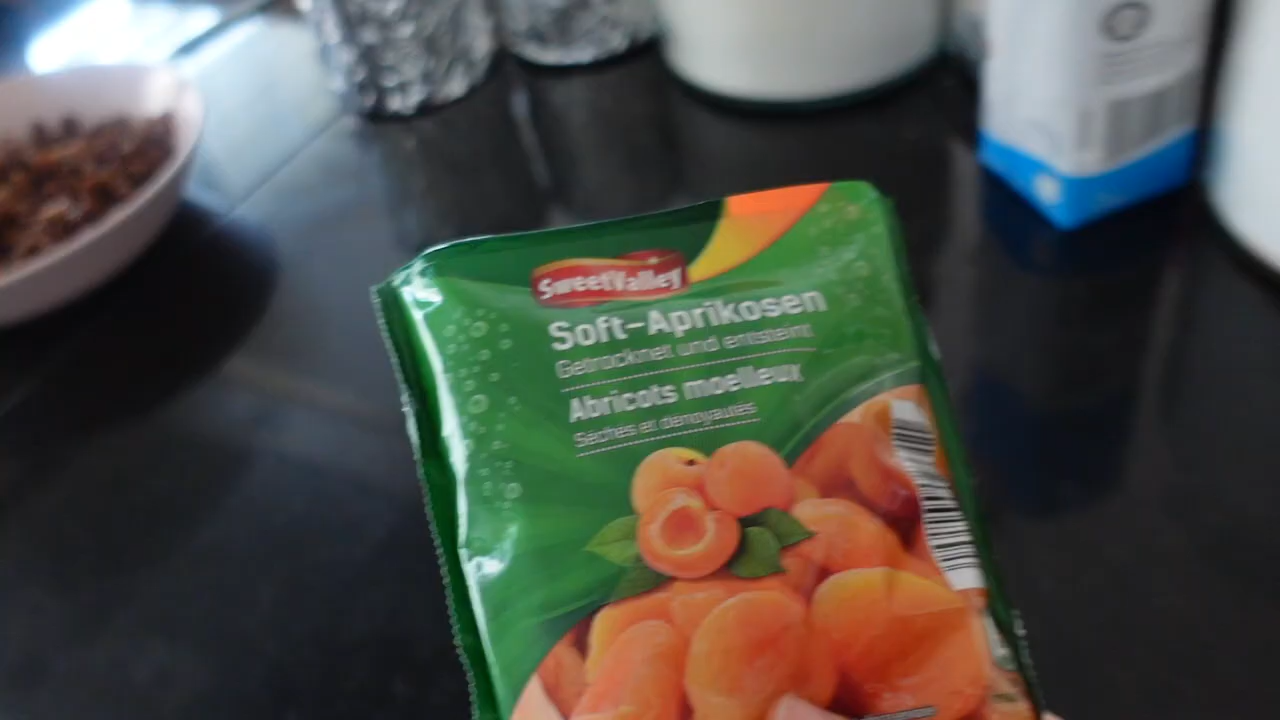 SweetValley
Soft-Aprikosen
Getrocknet und entsteint
Abricots moelleux
Séchés et dénoyautés